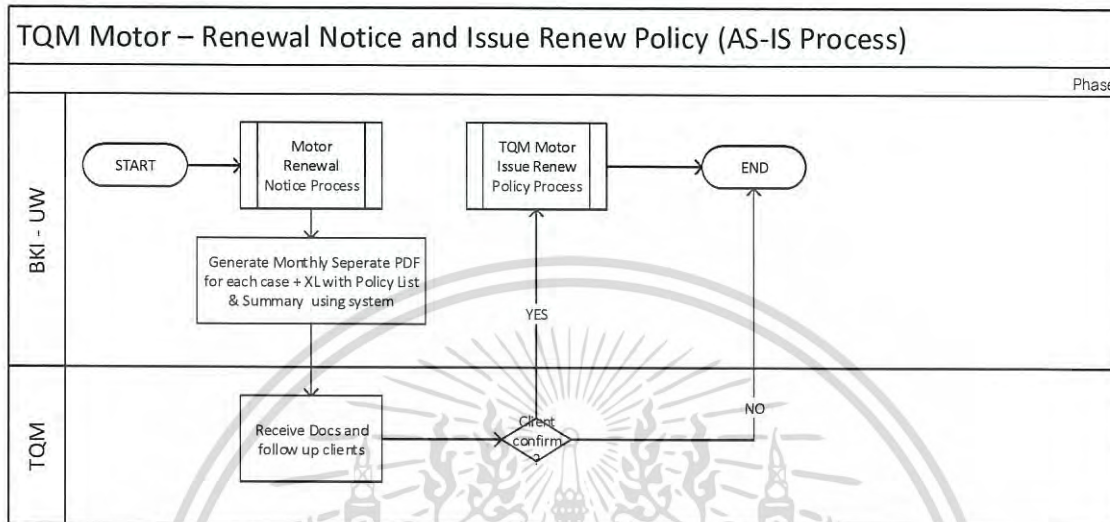 TQM Motor – Renewal Notice and Issue Renew Policy (AS-IS Process)
Phase
BKI - UW
START
Motor
Renewal
Notice Process
TQM Motor
Issue Renew
Policy Process
END
Generate Monthly Seperate PDF
for each case + XL with Policy List
& Summary using system
YES
TQM
Receive Docs and
follow up clients
Client
confirm
?
NO